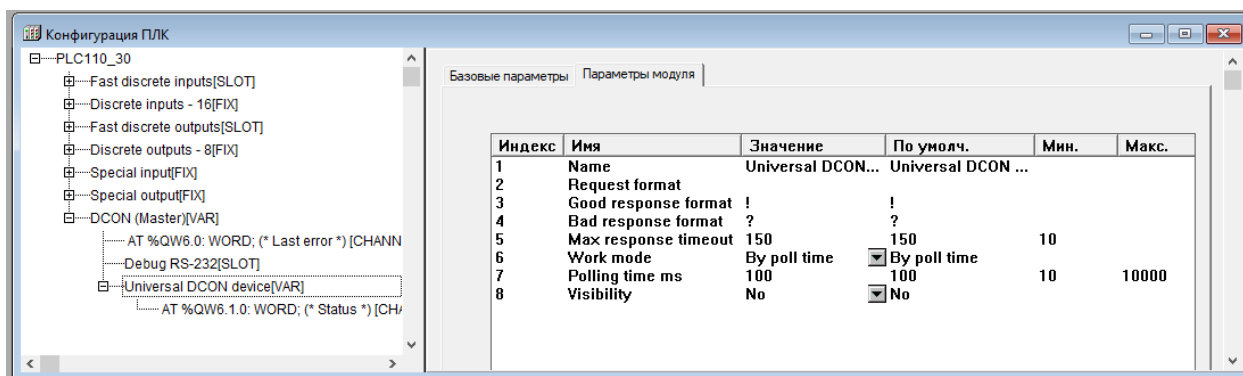 Конфигурация ПЛК
PLC110_30
Fast discrete inputs[SLOT]
Discrete inputs - 16[FIX]
Fast discrete outputs[SLOT]
Discrete outputs - 8[FIX]
Special input[FIX]
Special output[FIX]
DCON (Master)[VAR]
AT %QW6.0: WORD; (* Last error *) [CHANN
Debug RS-232[SLOT]
Universal DCON device[VAR]
AT %QW6.1.0: WORD; (* Status *) [CHA
Базовые параметры Параметры модуля
Индекс Имя Значение По умолч. Мин. Макс.
1 Name Universal DCON... Universal DCON ...
2 Request format
3 Good response format ! !
4 Bad response format ? ?
5 Max response timeout 150 150 10
6 Work mode By poll time By poll time
7 Polling time ms 100 100 10 10000
8 Visibility No No